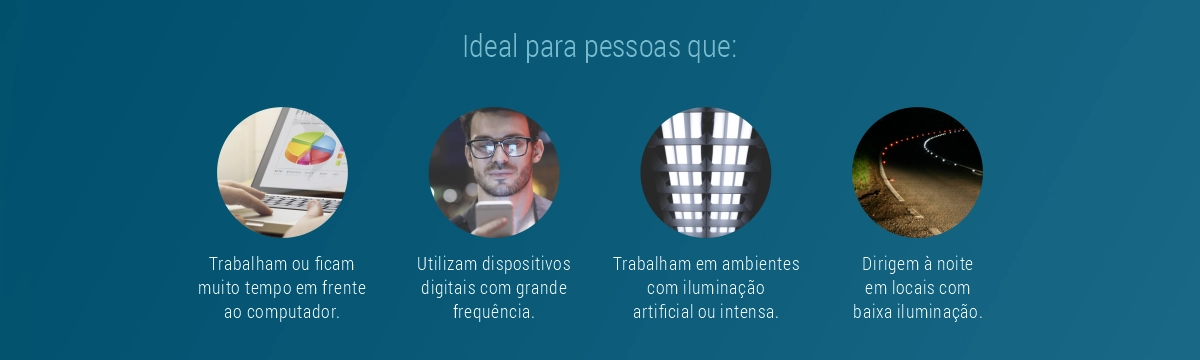 Ideal para pessoas que:
Trabalham ou ficam
muito tempo em frente
ao computador.
Utilizam dispositivos
digitais com grande
frequência.
Trabalham em ambientes
com iluminação
artificial ou intensa.
Dirigem à noite
em locais com
baixa iluminação.